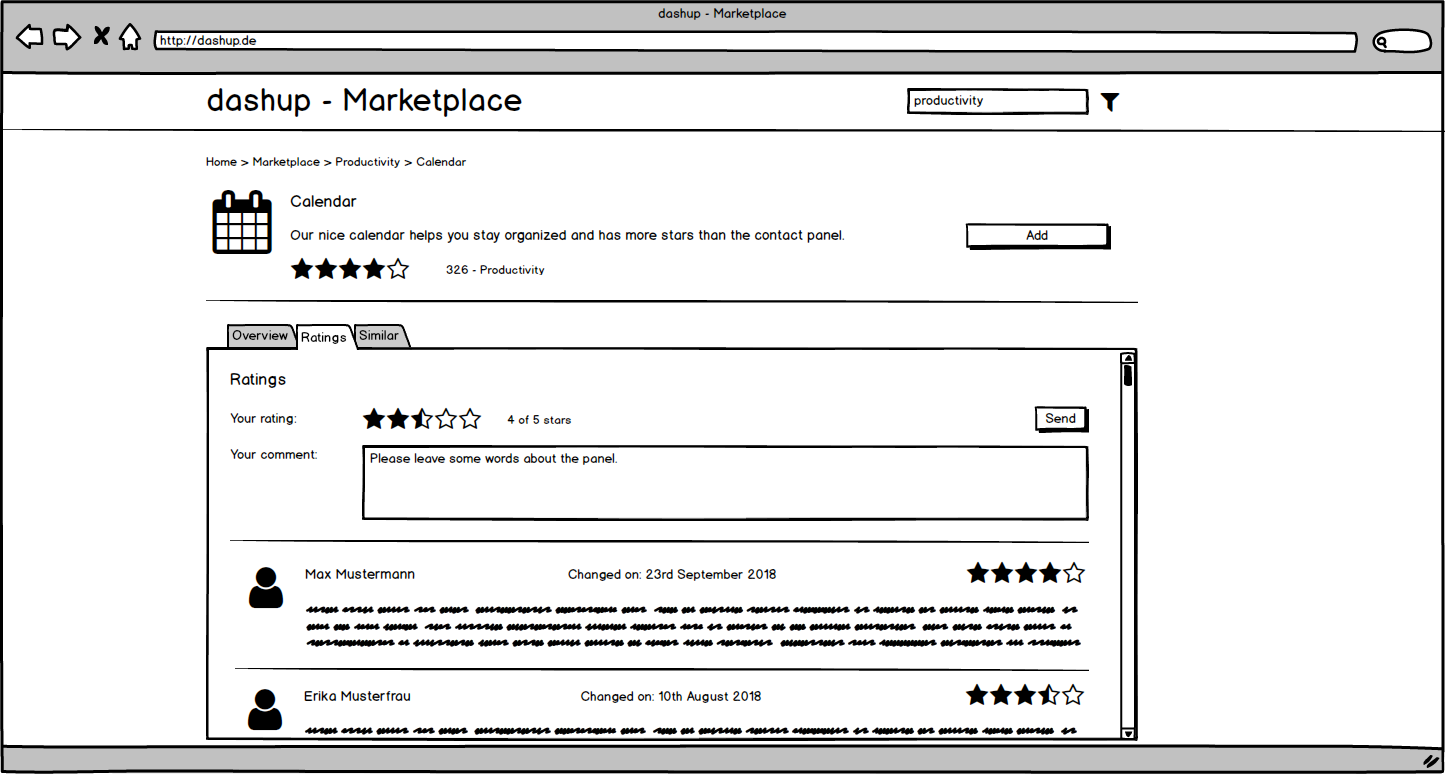 dashup - Marketplace
http://dashup.de
dashup - Marketplace
productivity
Home > Marketplace > Productivity > Calendar
Calendar
Our nice calendar helps you stay organized and has more stars than the contact panel.
Add
326 - Productivity
Overview
Ratings
Similar
Ratings
Your rating:
4 of 5 stars
Send
Your comment:
Please leave some words about the panel.
Max Mustermann
Changed on: 23rd September 2018
Erika Musterfrau
Changed on: 10th August 2018